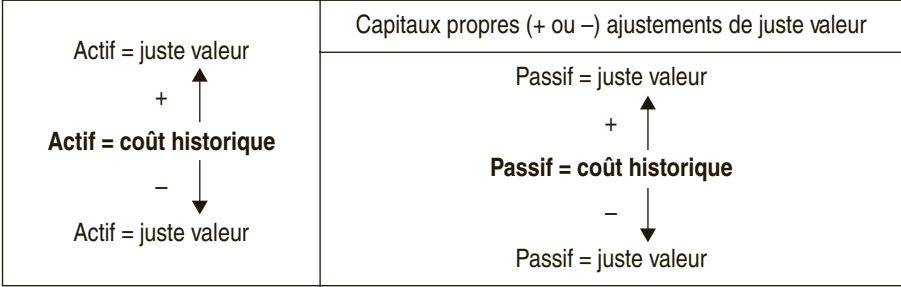 Actif = juste valeur
+
Actif = coût historique
–
Actif = juste valeur
Capitaux propres (+ ou –) ajustements de juste valeur
Passif = juste valeur
+
Passif = coût historique
–
Passif = juste valeur